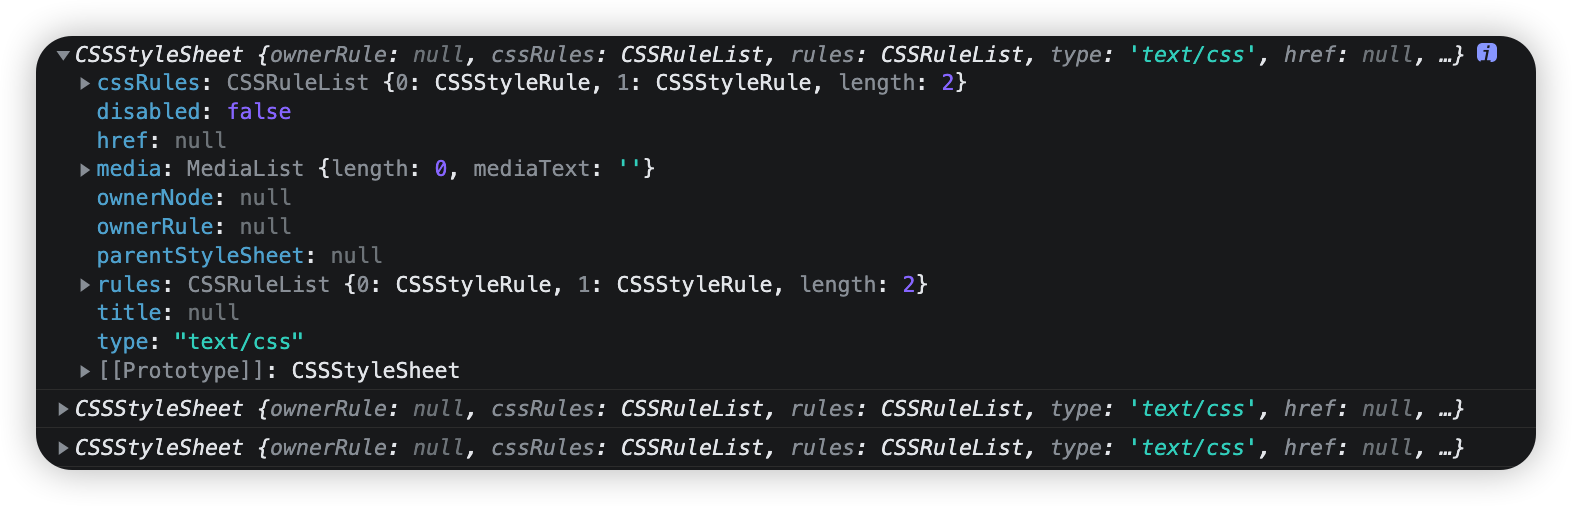 ▼CSSStyleSheet {ownerRule: null, cssRules: CSSRuleList, rules: CSSRuleList, type: 'text/css', href: null, …} i
▶cssRules: CSSRuleList {0: CSSStyleRule, 1: CSSStyleRule, length: 2}
disabled: false
href: null
▶media: MediaList {length: 0, mediaText: ''}
ownerNode: null
ownerRule: null
parentStyleSheet: null
▶rules: CSSRuleList {0: CSSStyleRule, 1: CSSStyleRule, length: 2}
title: null
type: "text/css"
▶[[Prototype]]: CSSStyleSheet
▶CSSStyleSheet {ownerRule: null, cssRules: CSSRuleList, rules: CSSRuleList, type: 'text/css', href: null, …}
▶CSSStyleSheet {ownerRule: null, cssRules: CSSRuleList, rules: CSSRuleList, type: 'text/css', href: null, …}